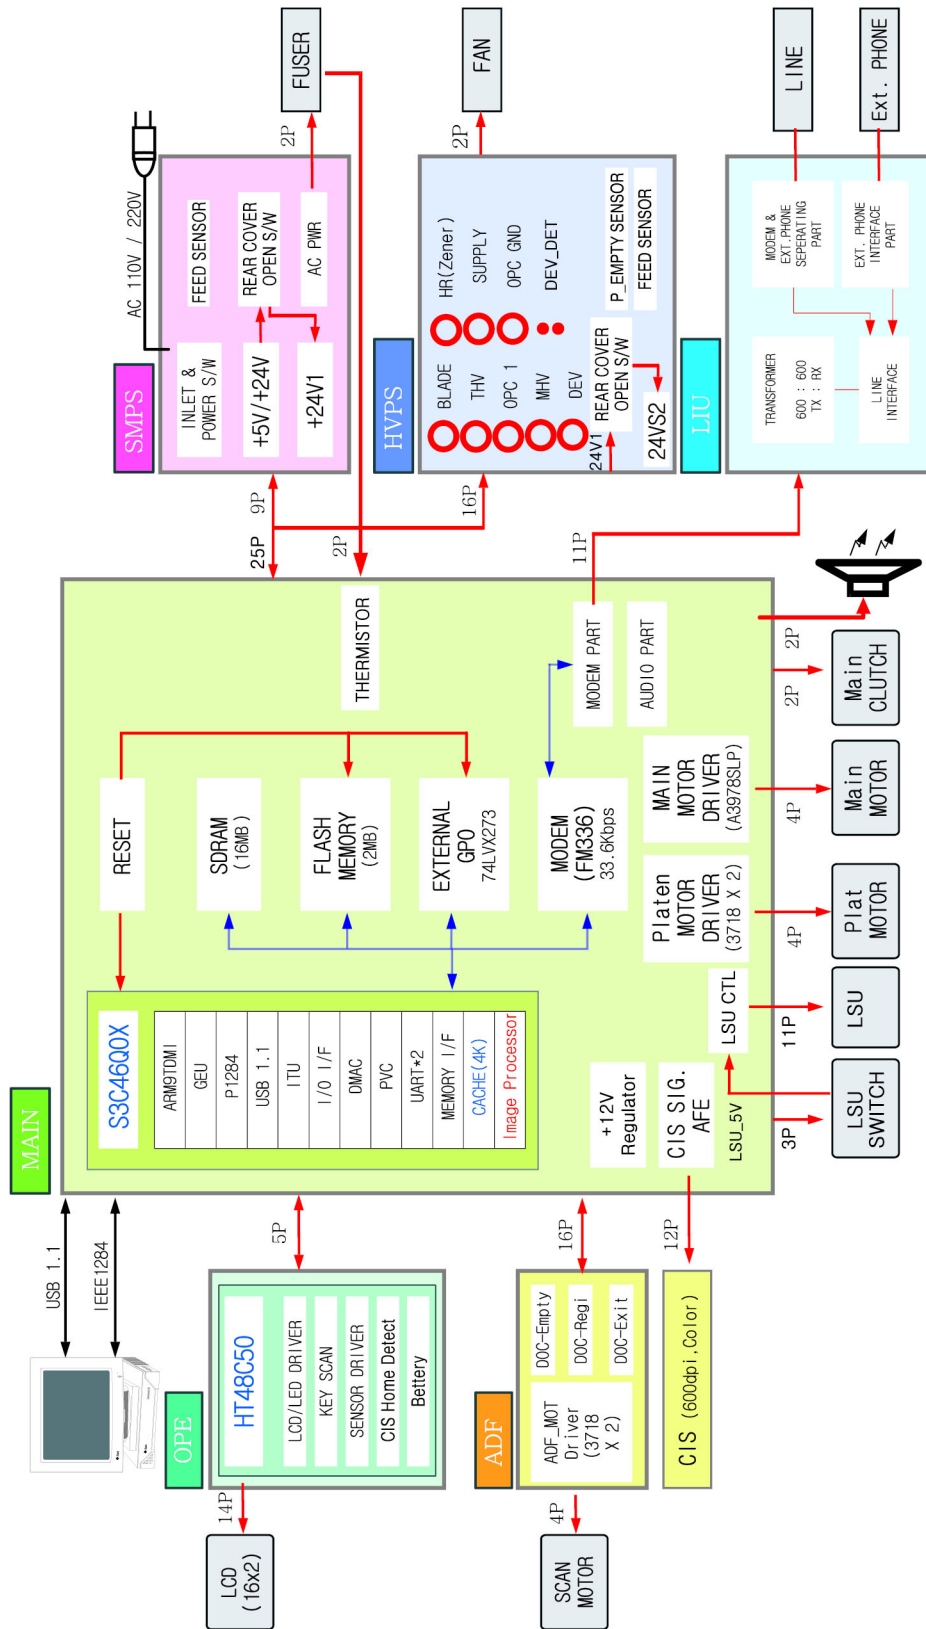 USB 1.1
IEEE1284
MAIN
S3C46Q0X
ARM9TDMI
GEU
P1284
USB 1.1
ITU
I/O I/F
DMAC
PVC
UART*2
MEMORY I/F
CACHE(4K)
Image Processor
RESET
SDRAM
(16MB)
FLASH
MEMORY
(2MB)
EXTERNAL
GPO
74LVX273
MODEM
(FM336)
33.6Kbps
THERMISTOR
MODEM PART
AUDIO PART
+12V
Regulator
CIS SIG.
AFE
LSU_5V
LSU CTL
Platen
MOTOR
DRIVER
(3718 X 2)
MAIN
MOTOR
DRIVER
(A3978SLP)
SMPS
AC 110V / 220V
INLET &
POWER S/W
FEED SENSOR
+5V/+24V
REAR COVER
OPEN S/W
+24V1
AC PWR
2P
FUSER
9P
25P
2P
16P
HVPS
BLADE
HR(Zener)
THV
SUPPLY
OPC 1
OPC GND
MHV
DEV_DET
DEV
24V1
REAR COVER
OPEN S/W
P_EMPTY SENSOR
FEED SENSOR
24VS2
2P
FAN
LIU
TRANSFORMER
600 : 600
TX : RX
MODEM &
EXT.PHONE
SEPERATING
PART
LINE
INTERFACE
EXT. PHONE
INTERFACE
PART
LINE
Ext. PHONE
11P
OPE
HT48C50
LCD/LED DRIVER
KEY SCAN
SENSOR DRIVER
CIS Home Detect
Bettery
5P
14P
LCD
(16x2)
ADF
ADF_MOT
Driver
(3718
X 2)
DOC-Empty
DOC-Regi
DOC-Exit
16P
4P
SCAN
MOTOR
12P
CIS (600dpi,Color)
3P
LSU
SWITCH
11P
LSU
4P
Plat
MOTOR
4P
Main
MOTOR
2P
Main
CLUTCH
2P